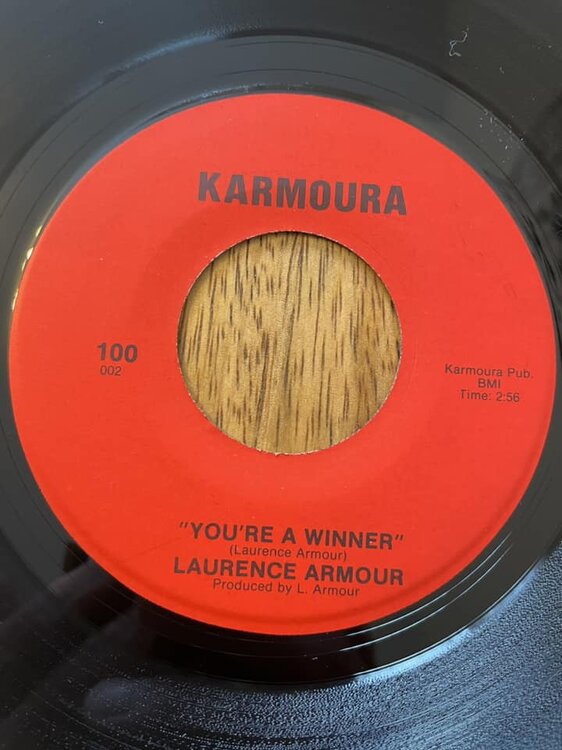 KARMOURA
100
002
Karmoura Pub.
BMI
Time: 2:56
"YOU'RE A WINNER"
(Laurence Armour)
LAURENCE ARMOUR
Produced by L. Armour